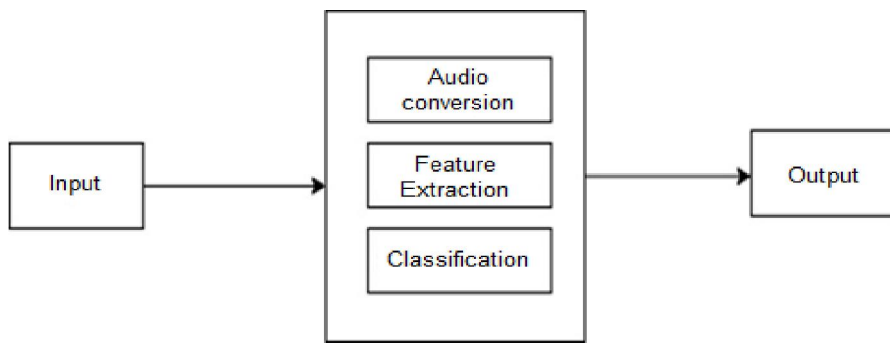 Input
Audio
conversion
Feature
Extraction
Classification
Output